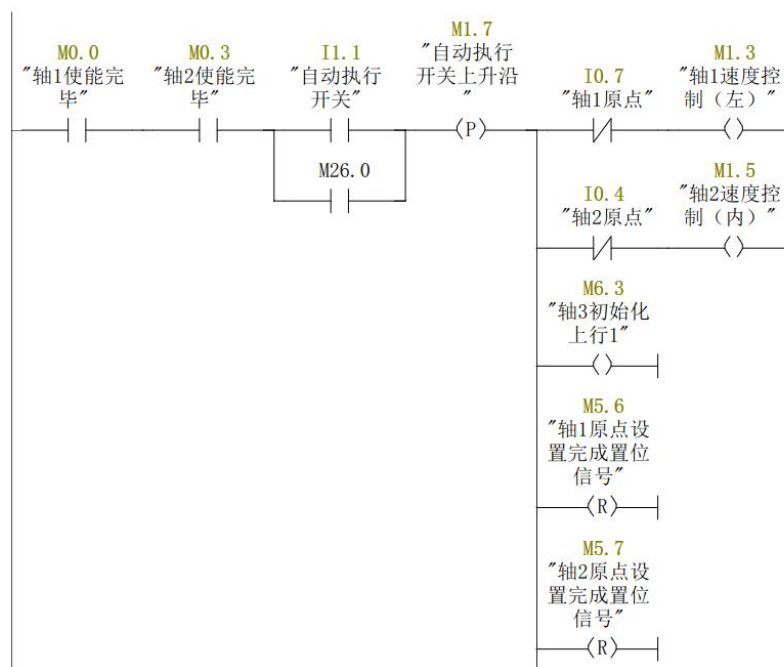 M0.0
"轴1使能完
毕"
M0.3
"轴2使能完
毕"
I1.1
"自动执行
开关"
M1.7
"自动执行
开关上升沿
"
P
I0.7
"轴1原点"
M1.3
"轴1速度控
制（左）"
M26.0
I0.4
"轴2原点"
M1.5
"轴2速度控
制（内）"
M6.3
"轴3初始化
上行1"
M5.6
"轴1原点设
置完成置位
信号"
R
M5.7
"轴2原点设
置完成置位
信号"
R